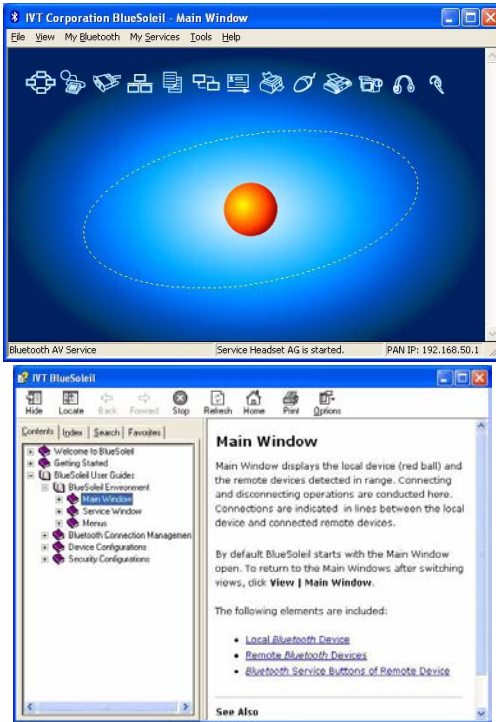 IVT Corporation BlueSoleil - Main Window
File View My Bluetooth My Services Tools Help
Bluetooth AV Service Service Headset AG is started. PAN IP: 192.168.50.1
IVT BlueSoleil
Hide Locate Back Forward Stop Refresh Home Print Options
Contents Index Search Favorites
Welcome to BlueSoleil
Getting Started
BlueSoleil User Guides
BlueSoleil Environment
Main Window
Service Window
Menus
Bluetooth Connection Managemen
Device Configurations
Security Configurations
Main Window
Main Window displays the local device (red ball) and
the remote devices detected in range. Connecting
and disconnecting operations are conducted here.
Connections are indicated in lines between the local
device and connected remote devices.
By default BlueSoleil starts with the Main Window
open. To return to the Main Windows after switching
views, click View | Main Window.
The following elements are included:
• Local Bluetooth Device
• Remote Bluetooth Devices
• Bluetooth Service Buttons of Remote Device
See Also